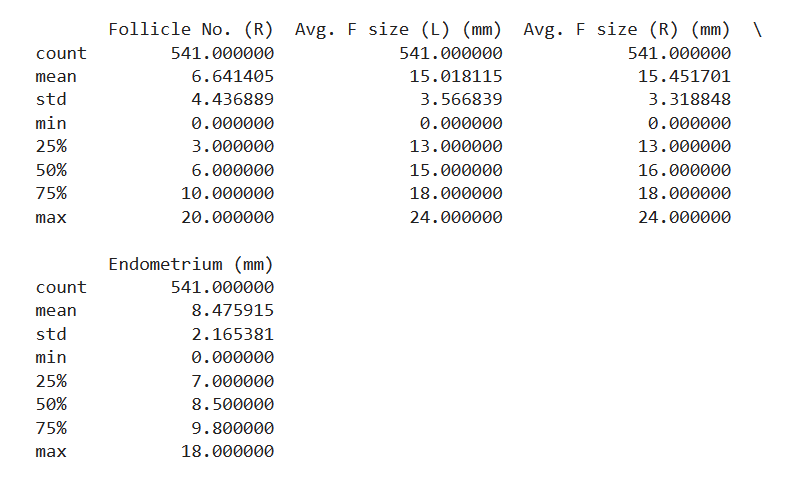 Follicle No. (R)  Avg. F size (L) (mm)  Avg. F size (R) (mm)  \
count        541.000000            541.000000            541.000000
mean           6.641405             15.018115             15.451701
std            4.436889              3.566839              3.318848
min            0.000000              0.000000              0.000000
25%            3.000000             13.000000             13.000000
50%            6.000000             15.000000             16.000000
75%           10.000000             18.000000             18.000000
max           20.000000             24.000000             24.000000
Endometrium (mm)
count        541.000000
mean           8.475915
std            2.165381
min            0.000000
25%            7.000000
50%            8.500000
75%            9.800000
max           18.000000